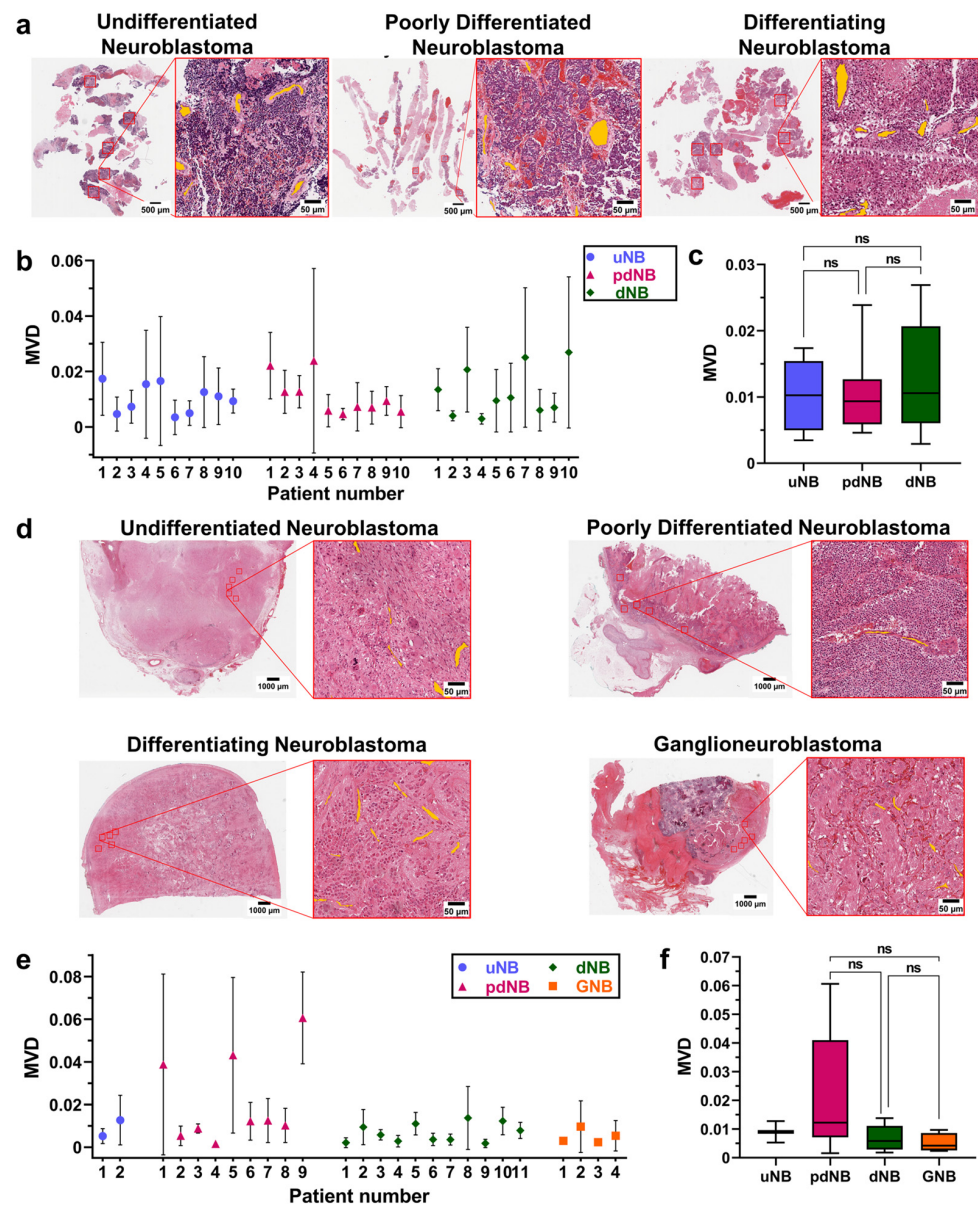 a
Undifferentiated
Neuroblastoma
Poorly Differentiated
Neuroblastoma
Differentiating
Neuroblastoma
500 µm
50 µm
500 µm
50 µm
500 µm
50 µm
b
MVD
0.06
0.04
0.02
0
uNB
pdNB
dNB
1 2 3 4 5 6 7 8 9 10
1 2 3 4 5 6 7 8 9 10
1 2 3 4 5 6 7 8 9 10
Patient number
c
MVD
0.03
0.02
0.01
0
ns
ns
ns
uNB pdNB dNB
d
Undifferentiated Neuroblastoma
Poorly Differentiated Neuroblastoma
1000 µm
50 µm
1000 µm
50 µm
Differentiating Neuroblastoma
Ganglioneuroblastoma
1000 µm
50 µm
1000 µm
50 µm
e
MVD
0.08
0.06
0.04
0.02
0
uNB
dNB
pdNB
GNB
1 2
1 2 3 4 5 6 7 8 9
1 2 3 4 5 6 7 8 9 10 11
1 2 3 4
Patient number
f
MVD
0.07
0.06
0.05
0.04
0.03
0.02
0.01
0
ns
ns
ns
uNB pdNB dNB GNB